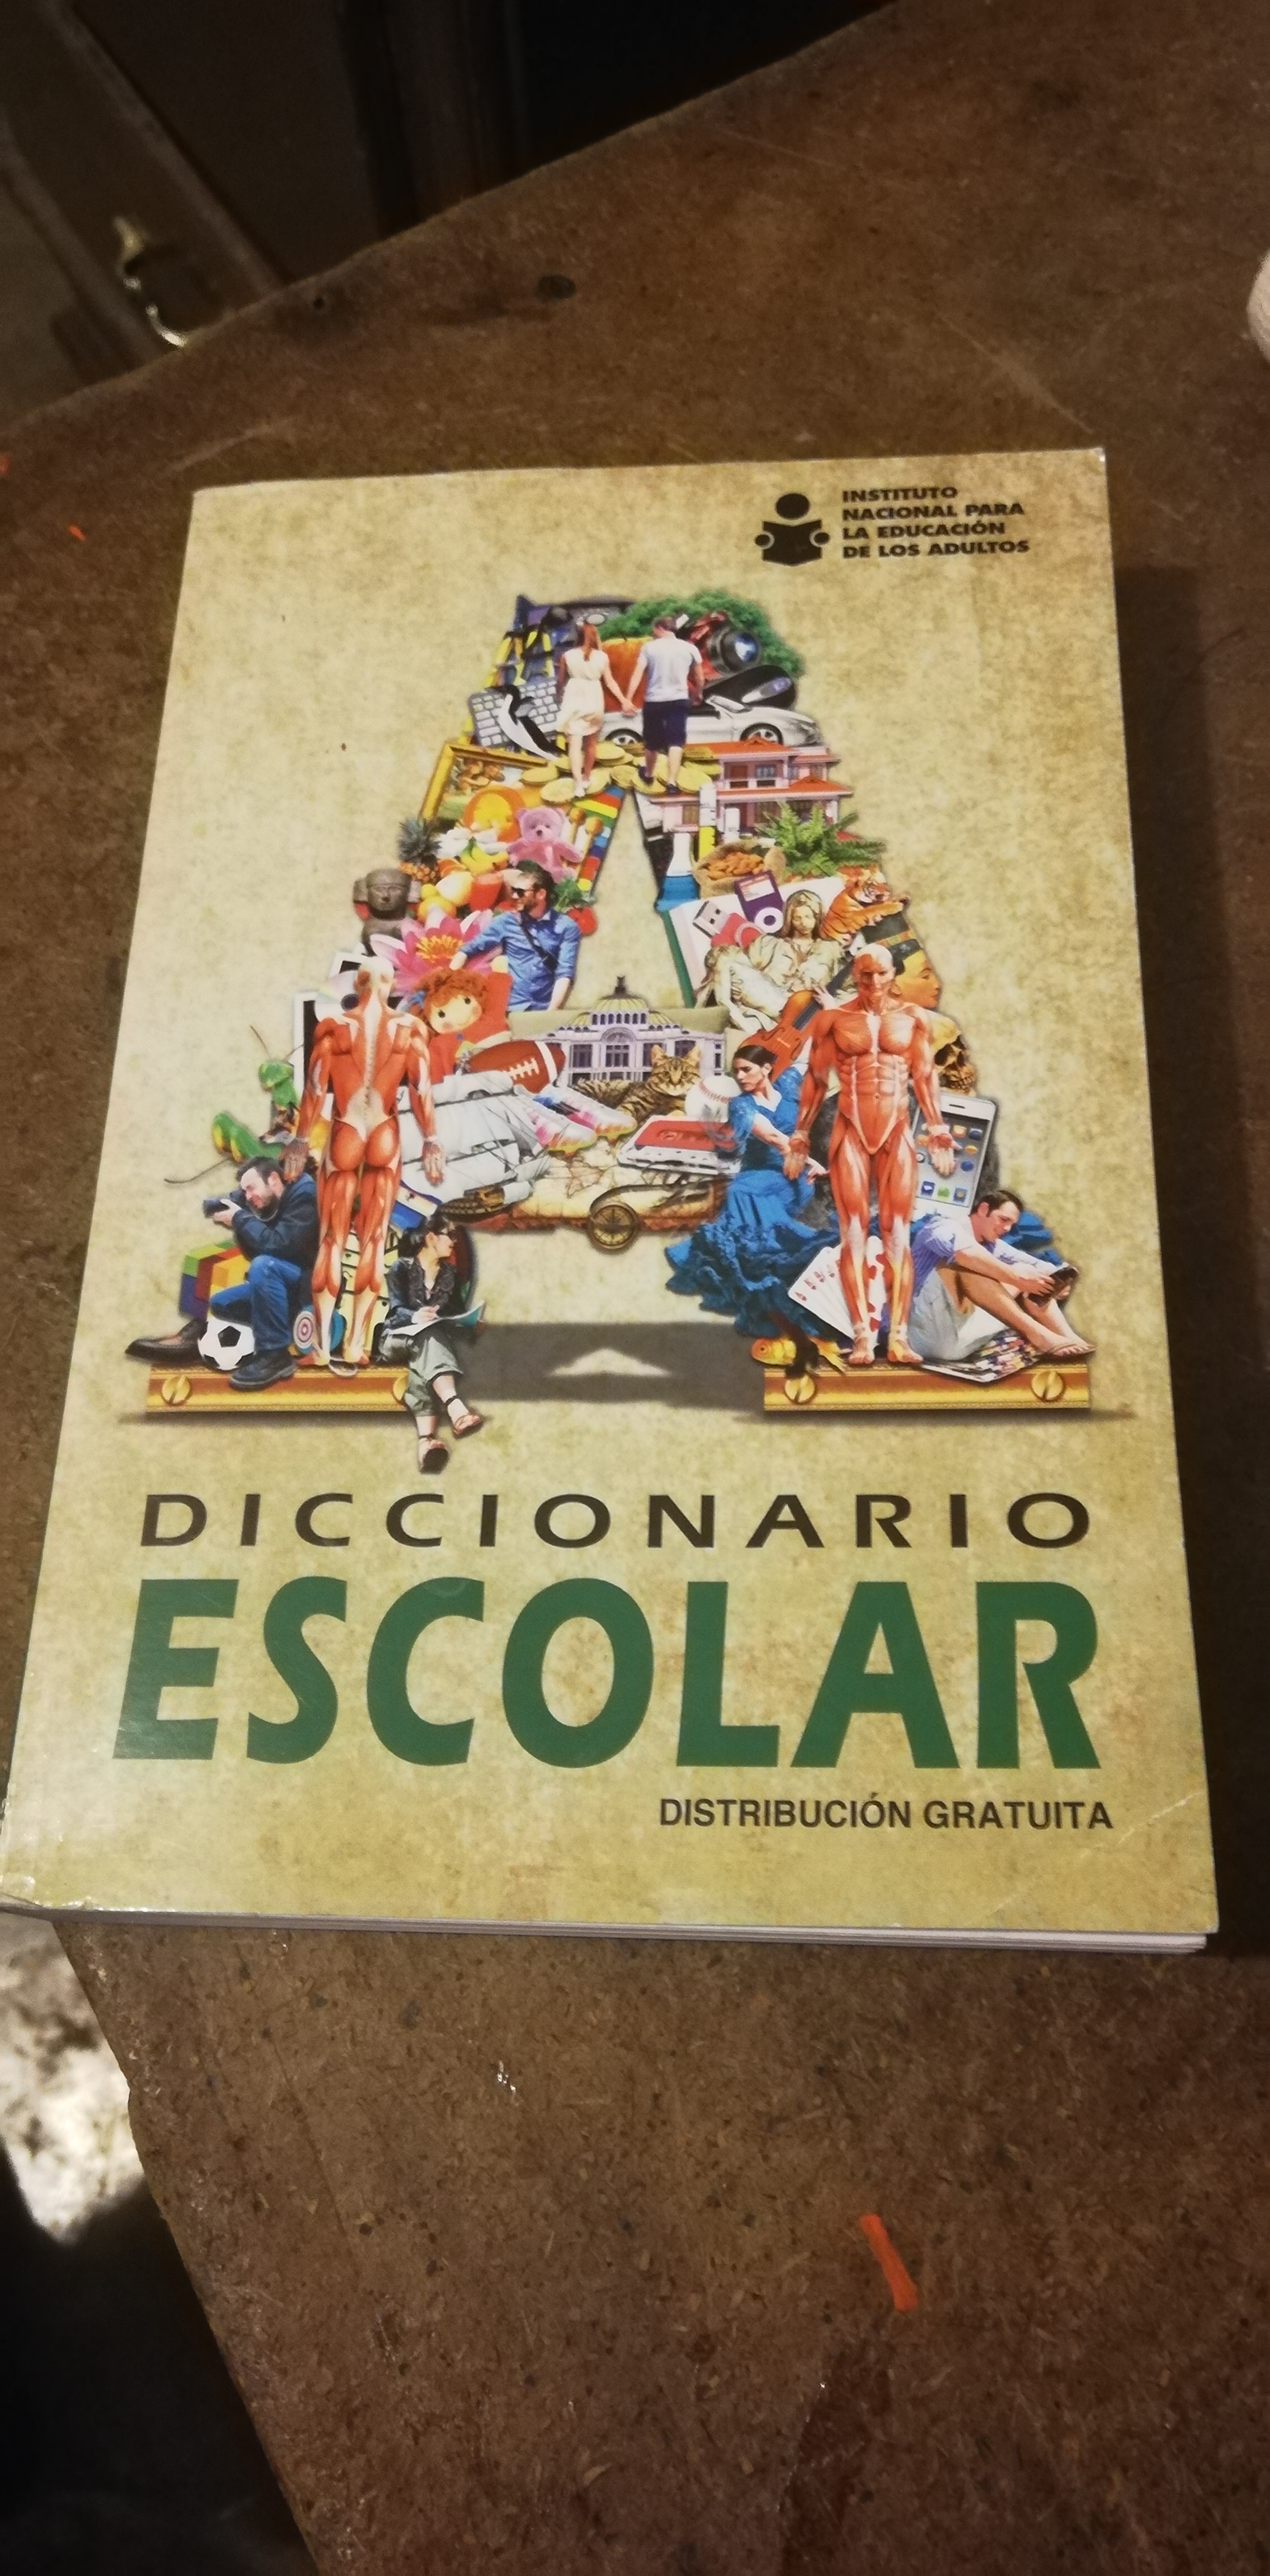 INSTITUTO
NACIONAL PARA
LA EDUCACIÓN
DE LOS ADULTOS
DICCIONARIO
ESCOLAR
DISTRIBUCIÓN GRATUITA